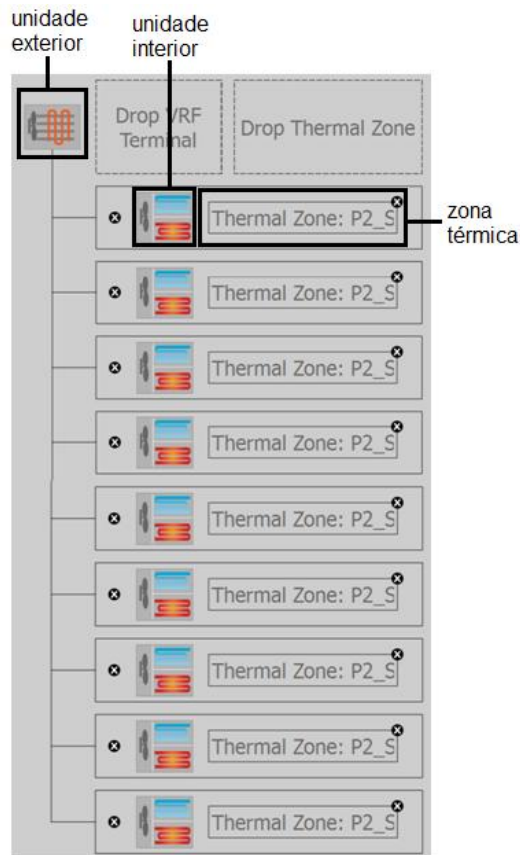 unidade
exterior
unidade
interior
Drop VRF
Terminal
Drop Thermal Zone
Thermal Zone: P2_S
zona
térmica
Thermal Zone: P2_S
Thermal Zone: P2_S
Thermal Zone: P2_S
Thermal Zone: P2_S
Thermal Zone: P2_S
Thermal Zone: P2_S
Thermal Zone: P2_S
Thermal Zone: P2_S